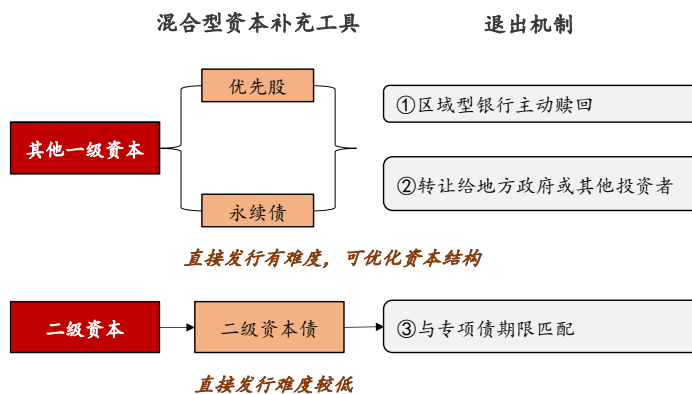 混合型资本补充工具
退出机制
优先股
①区域型银行主动赎回
其他一级资本
②转让给地方政府或其他投资者
永续债
直接发行有难度，可优化资本结构
二级资本
二级资本债
③与专项债期限匹配
直接发行难度较低